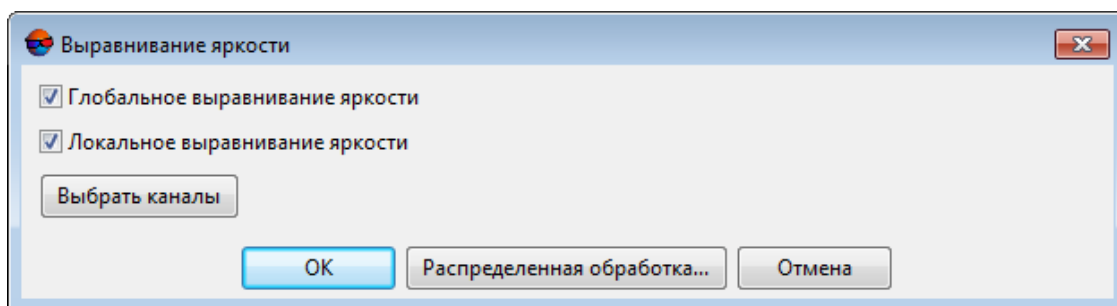 Выравнивание яркости
Глобальное выравнивание яркости
Локальное выравнивание яркости
Выбрать каналы
OK Распределенная обработка... Отмена